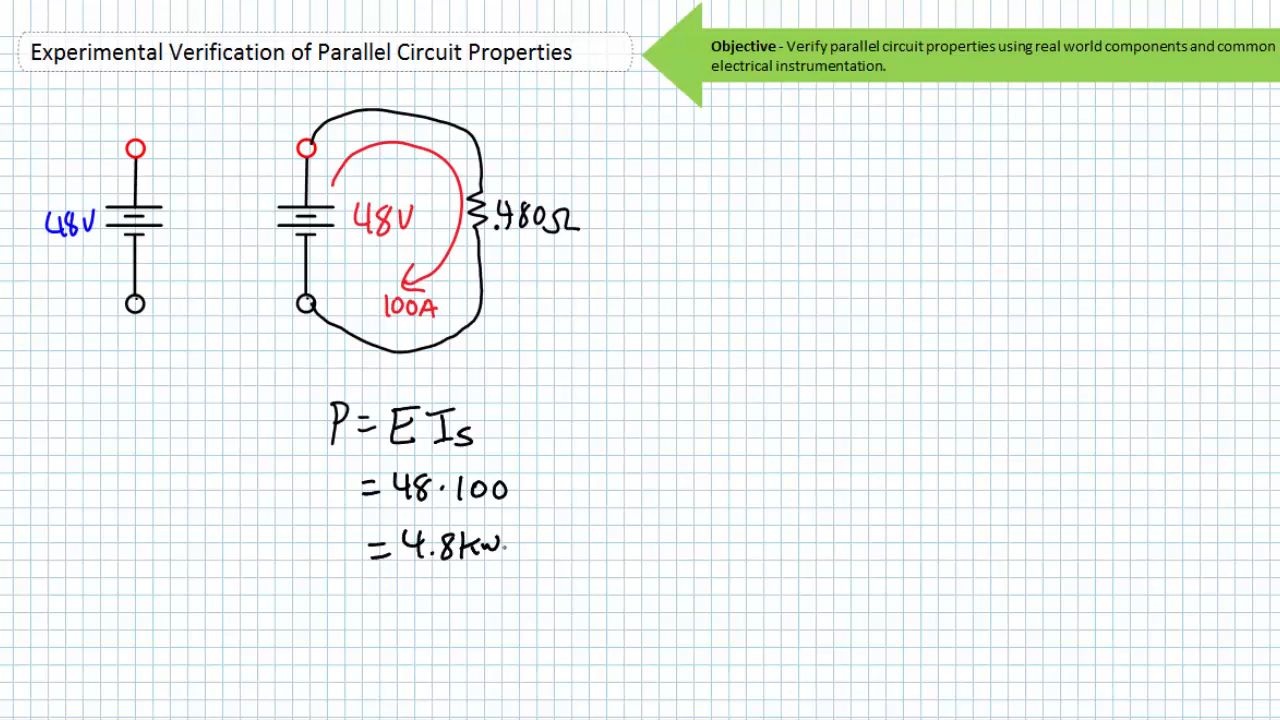 Experimental Verification of Parallel Circuit Properties
Objective - Verify parallel circuit properties using real world components and common
electrical instrumentation.
48V
48V
.480Ω
100A
P = E Is
= 48 · 100
= 4.8kw